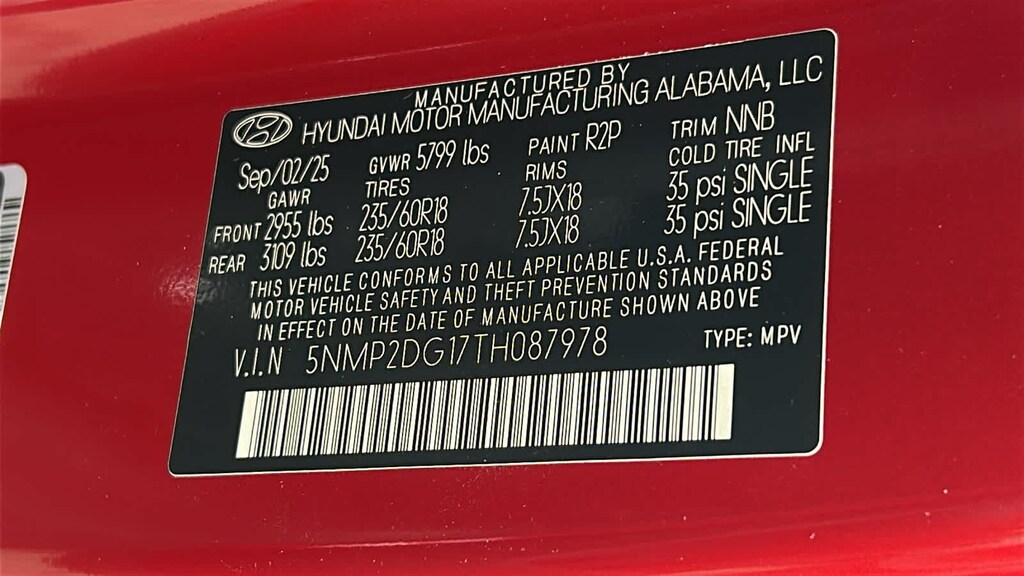 MANUFACTURED BY
HYUNDAI MOTOR MANUFACTURING ALABAMA, LLC
Sep/02/25 GVWR 5799 lbs PAINT R2P TRIM NNB
GAWR TIRES RIMS COLD TIRE INFL
FRONT 2955 lbs 235/60R18 7.5JX18 35 psi SINGLE
REAR 3109 lbs 235/60R18 7.5JX18 35 psi SINGLE
THIS VEHICLE CONFORMS TO ALL APPLICABLE U.S.A. FEDERAL
MOTOR VEHICLE SAFETY AND THEFT PREVENTION STANDARDS
IN EFFECT ON THE DATE OF MANUFACTURE SHOWN ABOVE
V.I.N 5NMP2DG17TH087978 TYPE: MPV